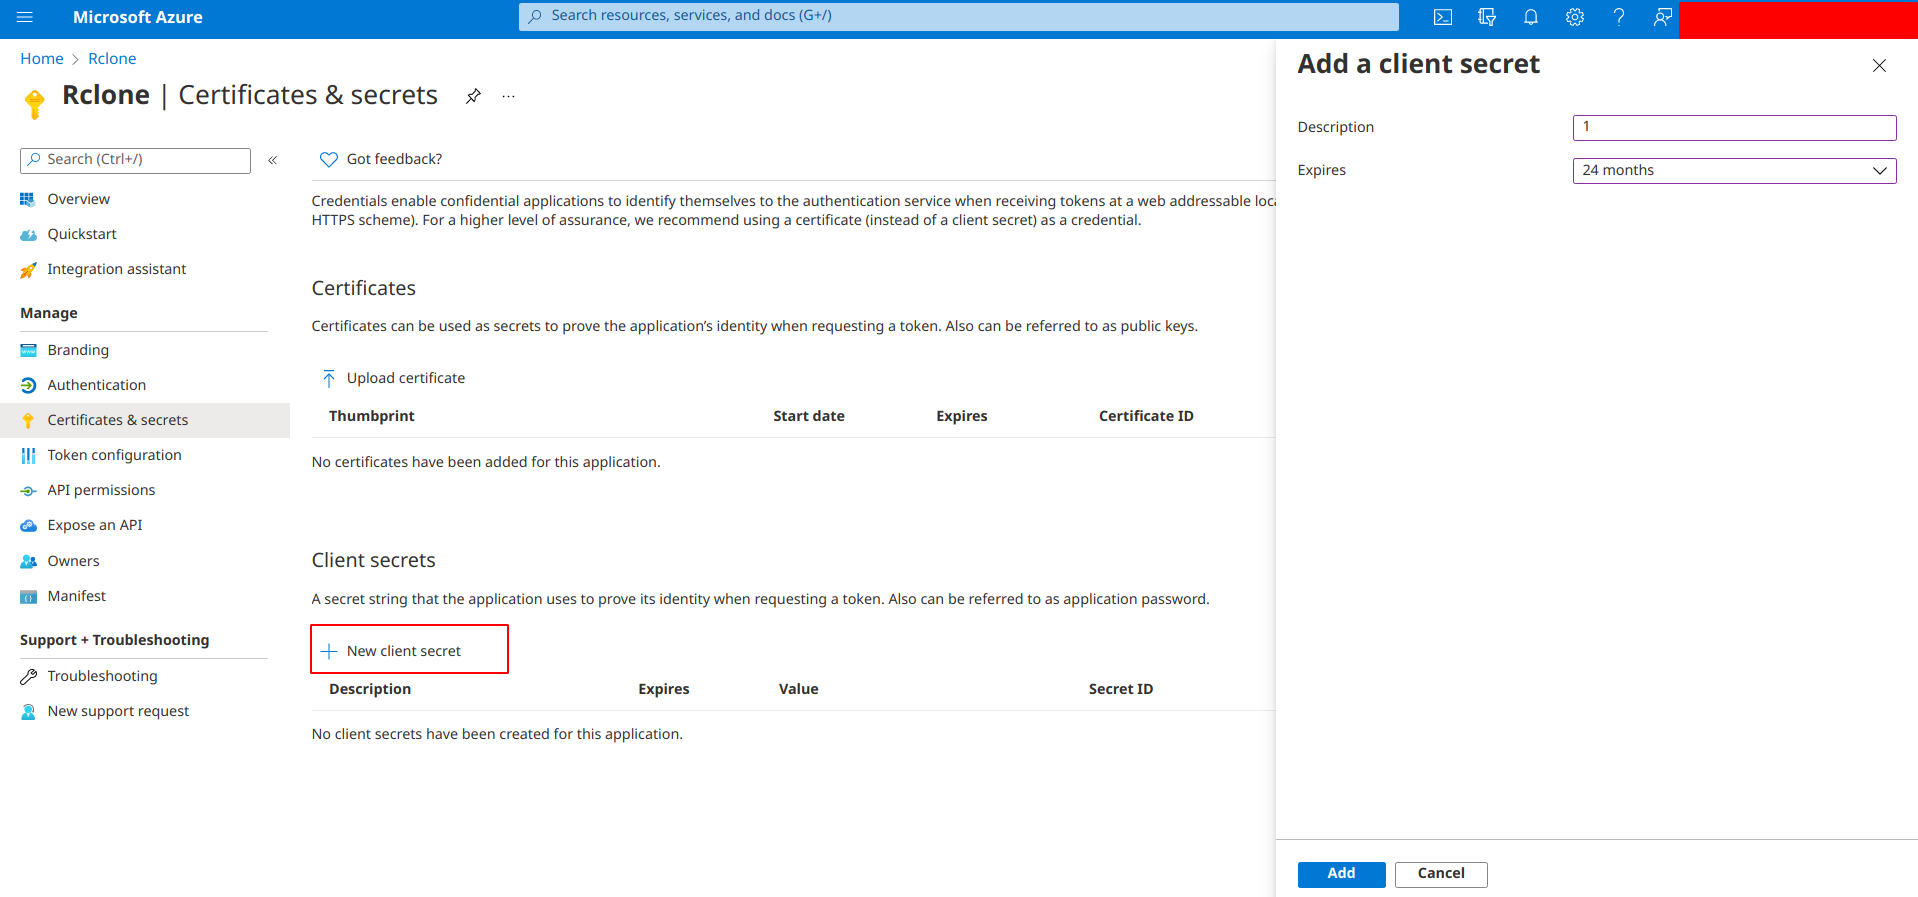 Microsoft Azure
Search resources, services, and docs (G+/)
Home > Rclone
Rclone | Certificates & secrets
Search (Ctrl+/)
Overview
Quickstart
Integration assistant
Manage
Branding
Authentication
Certificates & secrets
Token configuration
API permissions
Expose an API
Owners
Manifest
Support + Troubleshooting
Troubleshooting
New support request
Got feedback?
Credentials enable confidential applications to identify themselves to the authentication service when receiving tokens at a web addressable
HTTPS scheme). For a higher level of assurance, we recommend using a certificate (instead of a client secret) as a credential.
Certificates
Certificates can be used as secrets to prove the application’s identity when requesting a token. Also can be referred to as public keys.
Upload certificate
Thumbprint Start date Expires Certificate ID
No certificates have been added for this application.
Client secrets
A secret string that the application uses to prove its identity when requesting a token. Also can be referred to as application password.
New client secret
Description Expires Value Secret ID
No client secrets have been created for this application.
Add a client secret
Description 1
Expires 24 months
Add Cancel